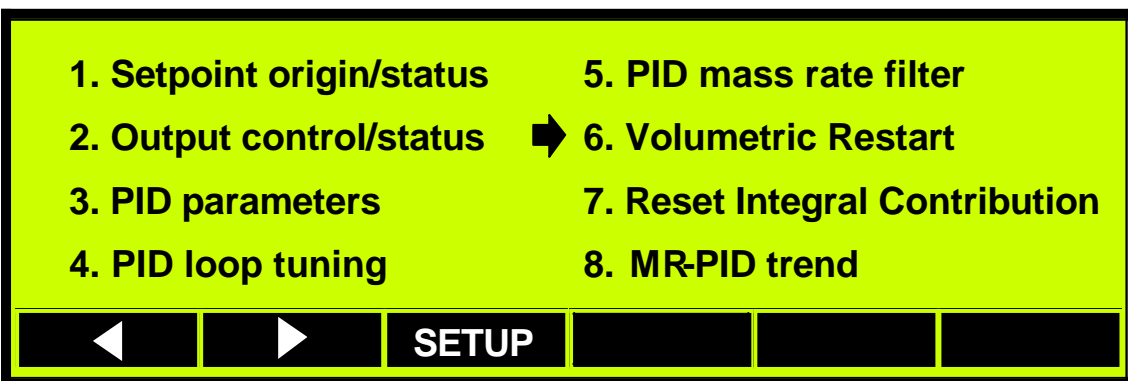 1. Setpoint origin/status
2. Output control/status
3. PID parameters
4. PID loop tuning
5. PID mass rate filter
6. Volumetric Restart
7. Reset Integral Contribution
8. MR-PID trend
SETUP